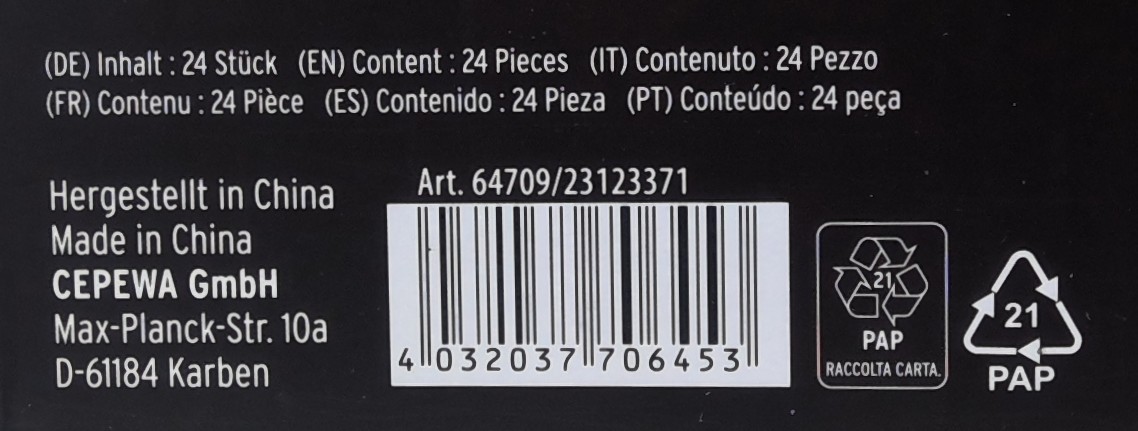 (DE) Inhalt : 24 Stück (EN) Content : 24 Pieces (IT) Contenuto : 24 Pezzo
(FR) Contenu : 24 Pièce (ES) Contenido : 24 Pieza (PT) Conteúdo : 24 peça
Hergestellt in China
Made in China
CEPEWA GmbH
Max-Planck-Str. 10a
D-61184 Karben
Art. 64709/23123371
4 032037 706453
21
PAP
RACCOLTA CARTA.
21
PAP